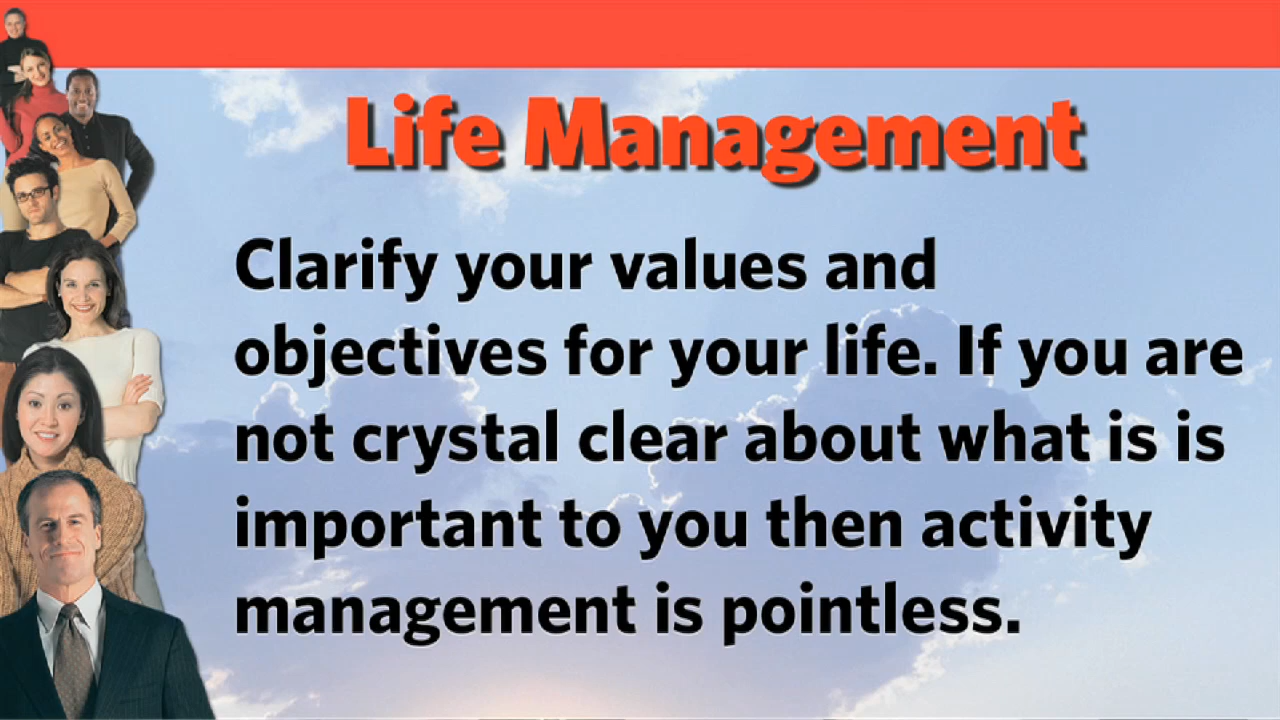 Life Management
Clarify your values and
objectives for your life. If you are
not crystal clear about what is is
important to you then activity
management is pointless.